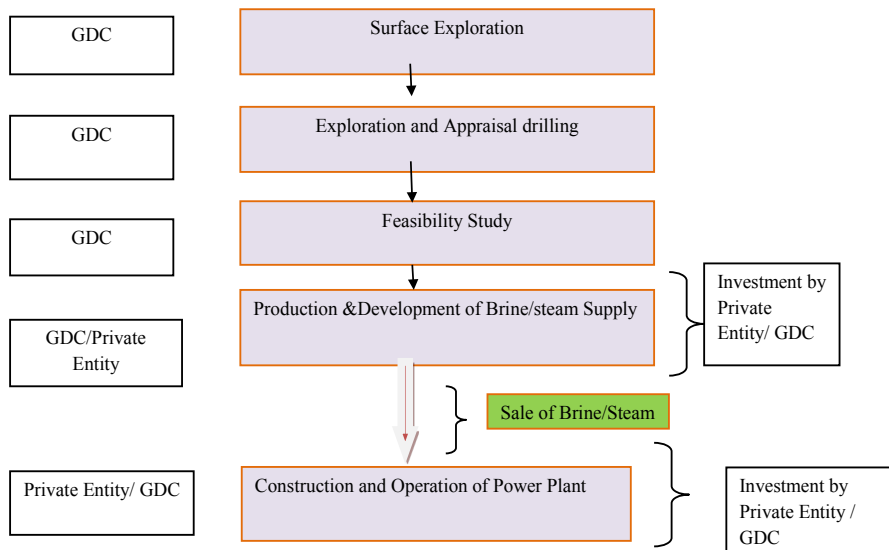 GDC
Surface Exploration
GDC
Exploration and Appraisal drilling
GDC
Feasibility Study
Production &Development of Brine/steam Supply
Investment by
Private
Entity/ GDC
GDC/Private
Entity
Sale of Brine/Steam
Private Entity/ GDC
Construction and Operation of Power Plant
Investment by
Private Entity /
GDC